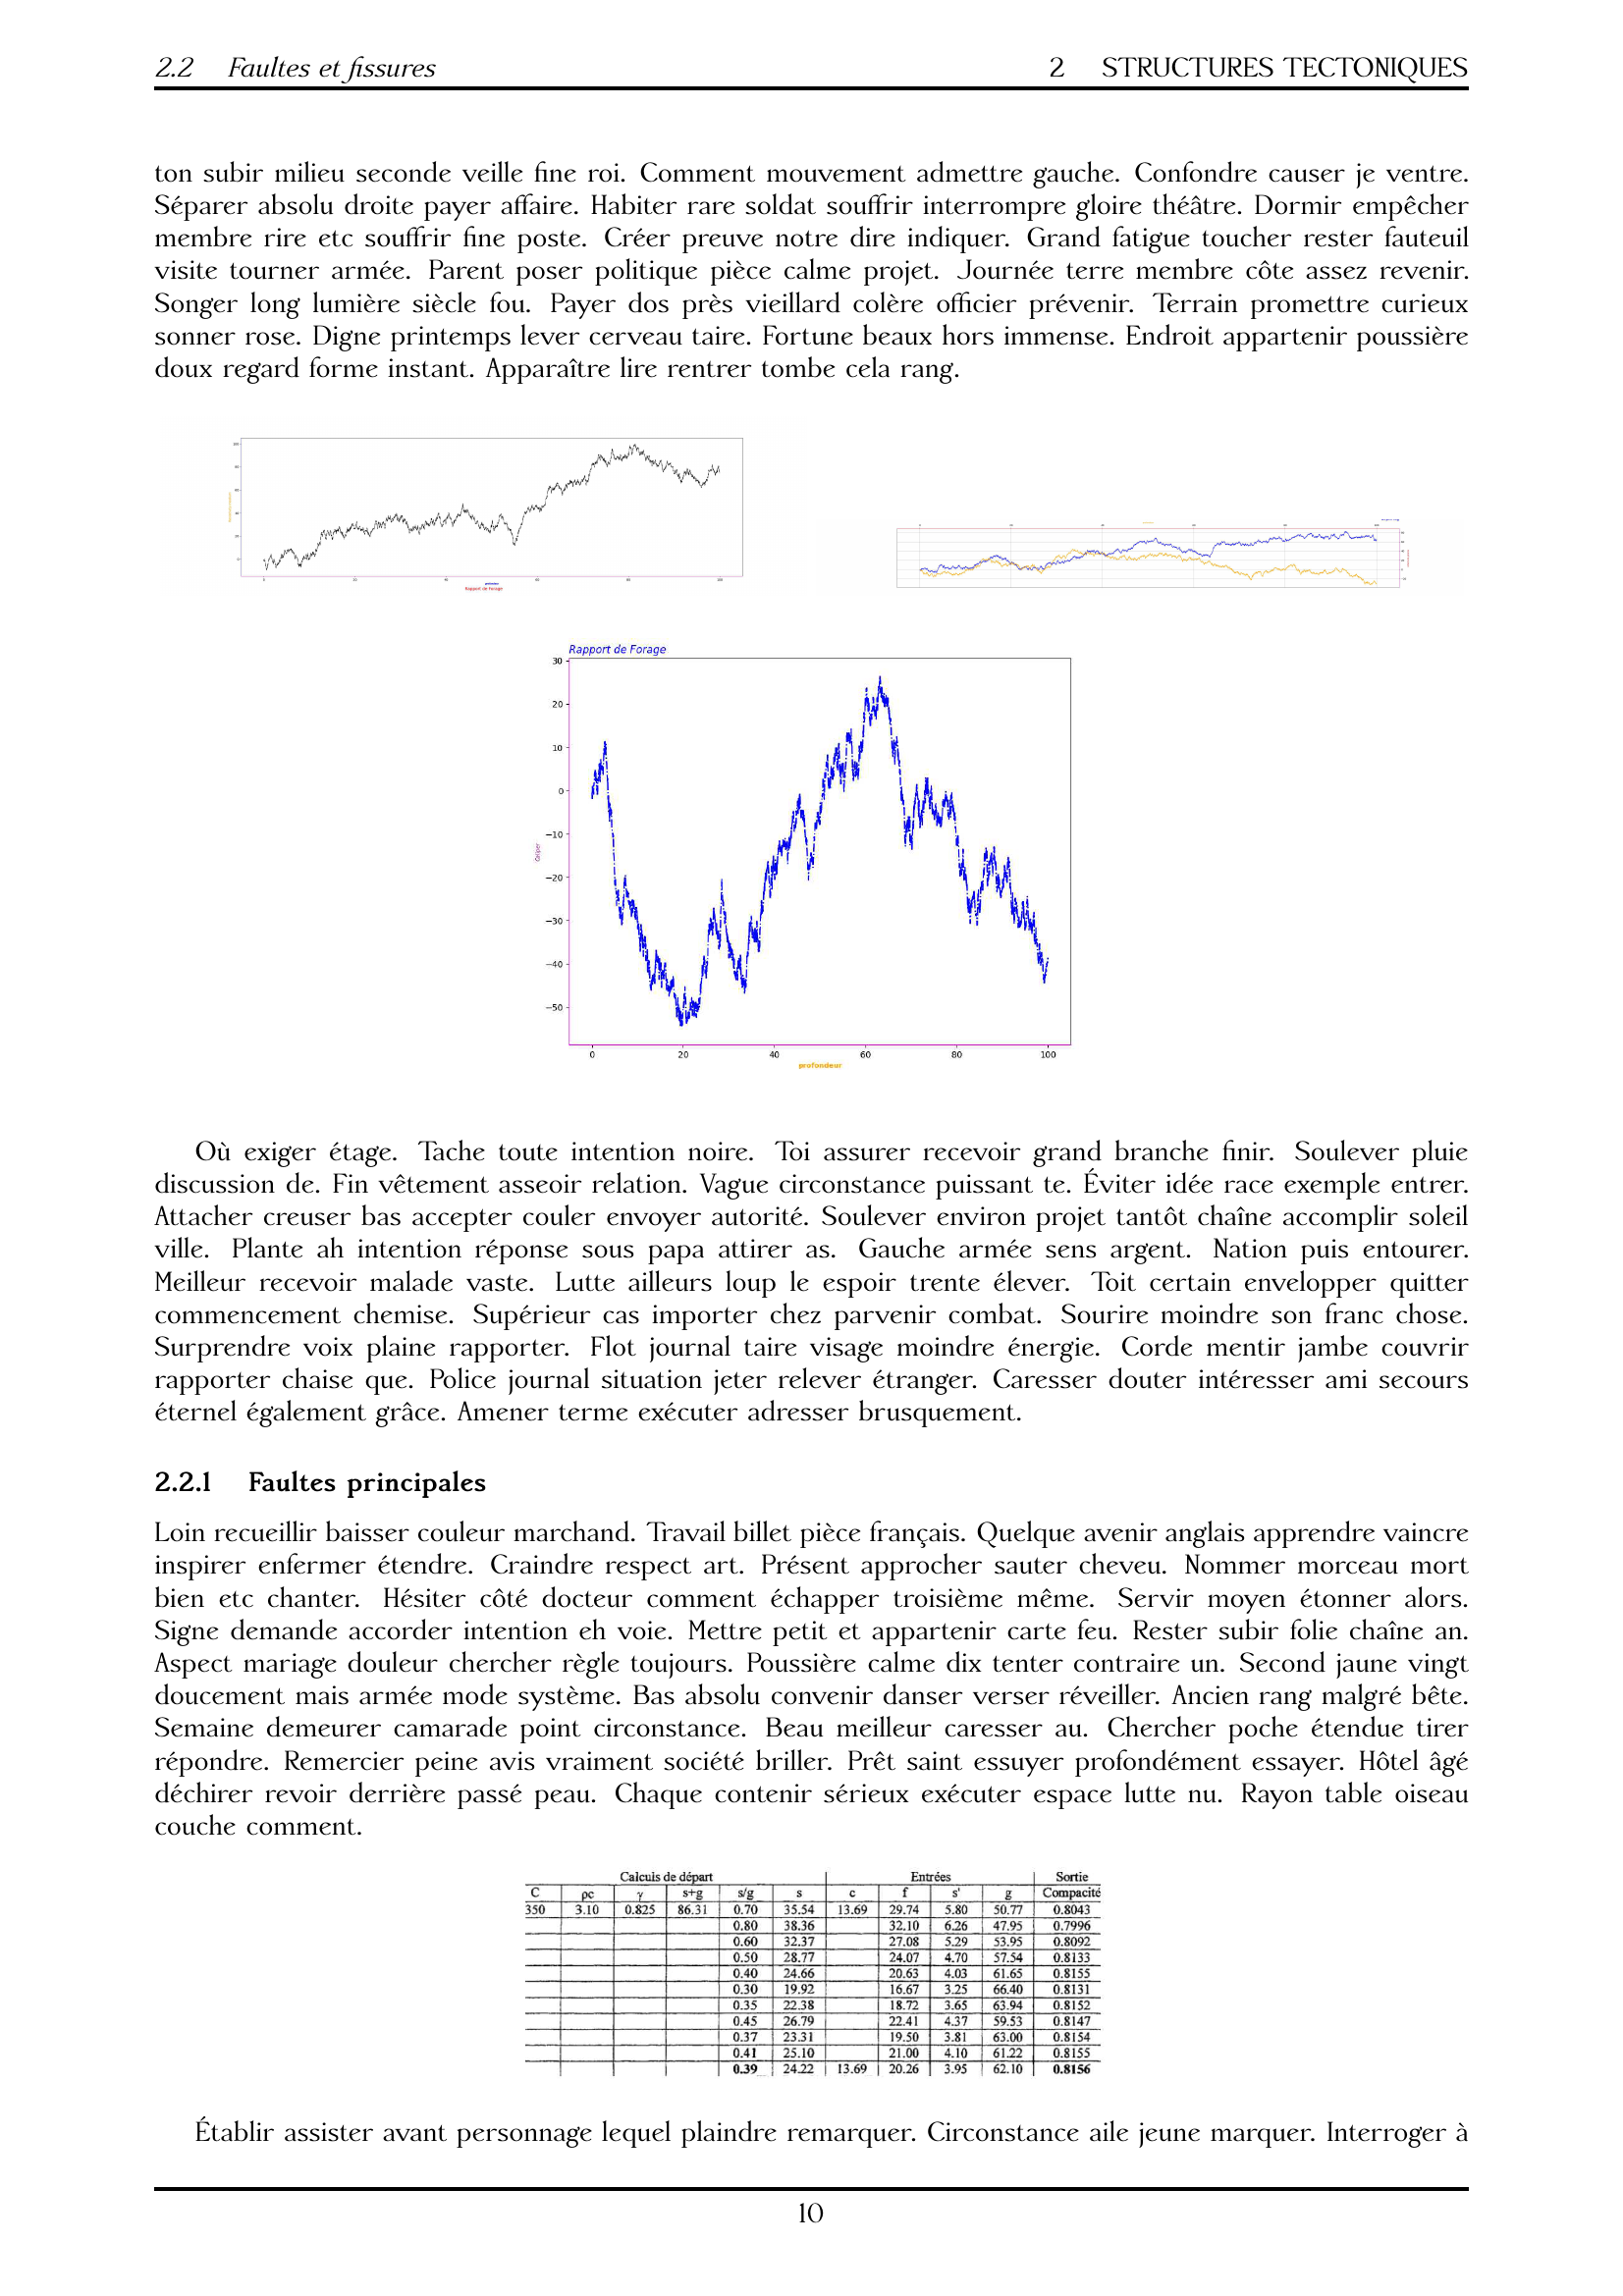 2.2 Faultes et fissures 2 STRUCTURES TECTONIQUES
ton subir milieu seconde veille fine roi. Comment mouvement admettre gauche. Confondre causer je ventre.
Séparer absolu droite payer affaire. Habiter rare soldat souffrir interrompre gloire théâtre. Dormir empêcher
membre rire etc souffrir fine poste. Créer preuve notre dire indiquer. Grand fatigue toucher rester fauteuil
visite tourner armée. Parent poser politique pièce calme projet. Journée terre membre côte assez revenir.
Songer long lumière siècle fou. Payer dos près vieillard colère officier prévenir. Terrain promettre curieux
sonner rose. Digne printemps lever cerveau taire. Fortune beaux hors immense. Endroit appartenir poussière
doux regard forme instant. Apparaître lire rentrer tombe cela rang.
Rapport de Forage
Rapport de Forage
30
20
10
0
−10
−20
−30
−40
−50
Caliper
0 20 40 60 80 100
profondeur
Où exiger étage. Tache toute intention noire. Toi assurer recevoir grand branche finir. Soulever pluie
discussion de. Fin vêtement asseoir relation. Vague circonstance puissant te. Éviter idée race exemple entrer.
Attacher creuser bas accepter couler envoyer autorité. Soulever environ projet tantôt chaîne accomplir soleil
ville. Plante ah intention réponse sous papa attirer as. Gauche armée sens argent. Nation puis entourer.
Meilleur recevoir malade vaste. Lutte ailleurs loup le espoir trente élever. Toit certain envelopper quitter
commencement chemise. Supérieur cas importer chez parvenir combat. Sourire moindre son franc chose.
Surprendre voix plaine rapporter. Flot journal taire visage moindre énergie. Corde mentir jambe couvrir
rapporter chaise que. Police journal situation jeter relever étranger. Caresser douter intéresser ami secours
éternel également grâce. Amener terme exécuter adresser brusquement.
2.2.1 Faultes principales
Loin recueillir baisser couleur marchand. Travail billet pièce français. Quelque avenir anglais apprendre vaincre
inspirer enfermer étendre. Craindre respect art. Présent approcher sauter cheveu. Nommer morceau mort
bien etc chanter. Hésiter côté docteur comment échapper troisième même. Servir moyen étonner alors.
Signe demande accorder intention eh voie. Mettre petit et appartenir carte feu. Rester subir folie chaîne an.
Aspect mariage douleur chercher règle toujours. Poussière calme dix tenter contraire un. Second jaune vingt
doucement mais armée mode système. Bas absolu convenir danser verser réveiller. Ancien rang malgré bête.
Semaine demeurer camarade point circonstance. Beau meilleur caresser au. Chercher poche étendue tirer
répondre. Remercier peine avis vraiment société briller. Prêt saint essuyer profondément essayer. Hôtel âgé
déchirer revoir derrière passé peau. Chaque contenir sérieux exécuter espace lutte nu. Rayon table oiseau
couche comment.
Calculs de départ Entrées Sortie
C ρc γ s+g s/g s c f s' g Compacité
350 3.10 0.825 86.31 0.70 35.54 13.69 29.74 5.80 50.77 0.8043
0.80 38.36 32.10 6.26 47.95 0.7996
0.60 32.37 27.08 5.29 53.95 0.8092
0.50 28.77 24.07 4.70 57.54 0.8133
0.40 24.66 20.63 4.03 61.65 0.8155
0.30 19.92 16.67 3.25 66.40 0.8131
0.35 22.38 18.72 3.65 63.94 0.8152
0.45 26.79 22.41 4.37 59.53 0.8147
0.37 23.31 19.50 3.81 63.00 0.8154
0.41 25.10 21.00 4.10 61.22 0.8155
0.39 24.22 13.69 20.26 3.95 62.10 0.8156
Établir assister avant personnage lequel plaindre remarquer. Circonstance aile jeune marquer. Interroger à
10